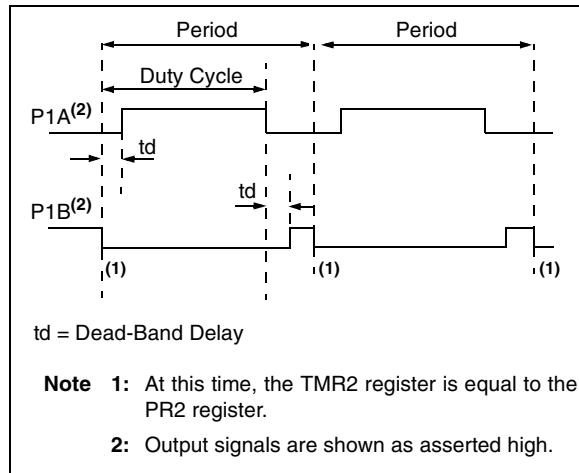 Period Period
Duty Cycle
P1A(2)
td
td
P1B(2)
(1) (1) (1)
td = Dead-Band Delay
Note 1: At this time, the TMR2 register is equal to the
PR2 register.
2: Output signals are shown as asserted high.